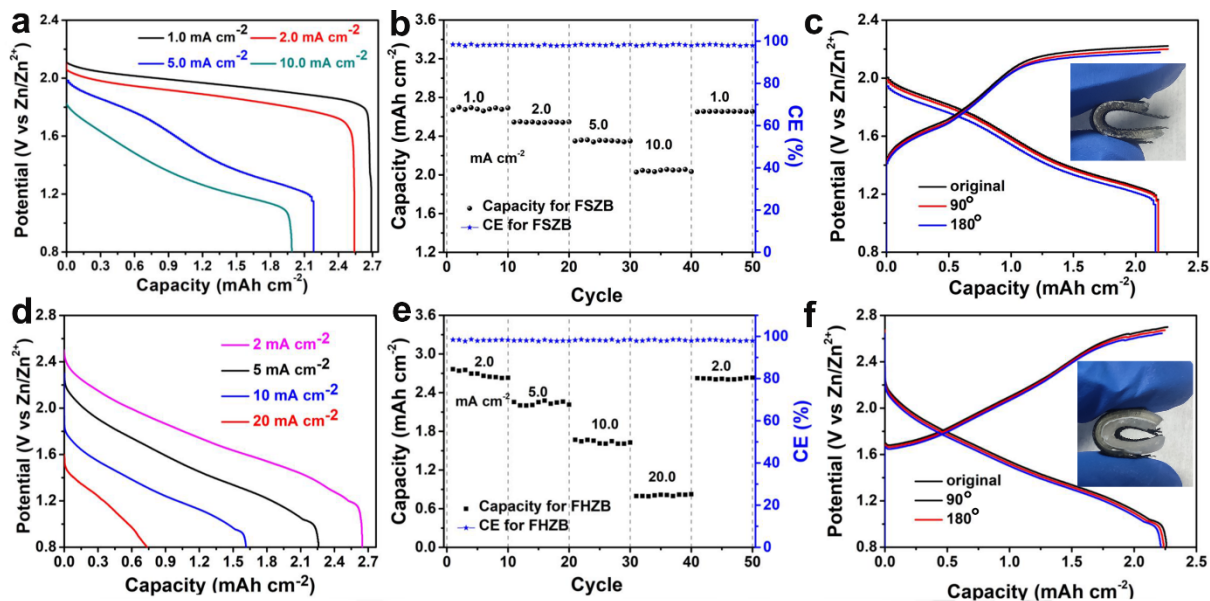 a
1.0 mA cm-2
2.0 mA cm-2
5.0 mA cm-2
10.0 mA cm-2
2.4
2.0
1.6
1.2
0.8
Potential (V vs Zn/Zn2+)
0.0 0.3 0.6 0.9 1.2 1.5 1.8 2.1 2.4 2.7
Capacity (mAh cm-2)
b
3.6
3.2
2.8
2.4
2.0
1.6
1.2
Capacity (mAh cm-2)
1.0
2.0
5.0
10.0
1.0
mA cm-2
Capacity for FSZB
CE for FSZB
100
80
60
40
20
0
CE (%)
0 10 20 30 40 50
Cycle
c
2.4
2.0
1.6
1.2
0.8
Potential (V vs Zn/Zn2+)
original
90o
180o
0.0 0.5 1.0 1.5 2.0 2.5
Capacity (mAh cm-2)
d
2.8
2.4
2.0
1.6
1.2
0.8
Potential (V vs Zn/Zn2+)
2 mA cm-2
5 mA cm-2
10 mA cm-2
20 mA cm-2
0.0 0.3 0.6 0.9 1.2 1.5 1.8 2.1 2.4 2.7
Capacity (mAh cm-2)
e
3.6
3.0
2.4
1.8
1.2
0.6
0.0
Capacity (mAh cm-2)
2.0
5.0
10.0
20.0
2.0
mA cm-2
Capacity for FHZB
CE for FHZB
100
80
60
40
20
0
CE (%)
0 10 20 30 40 50
Cycle
f
2.8
2.4
2.0
1.6
1.2
0.8
Potential (V vs Zn/Zn2+)
original
90o
180o
0.0 0.5 1.0 1.5 2.0 2.5
Capacity (mAh cm-2)